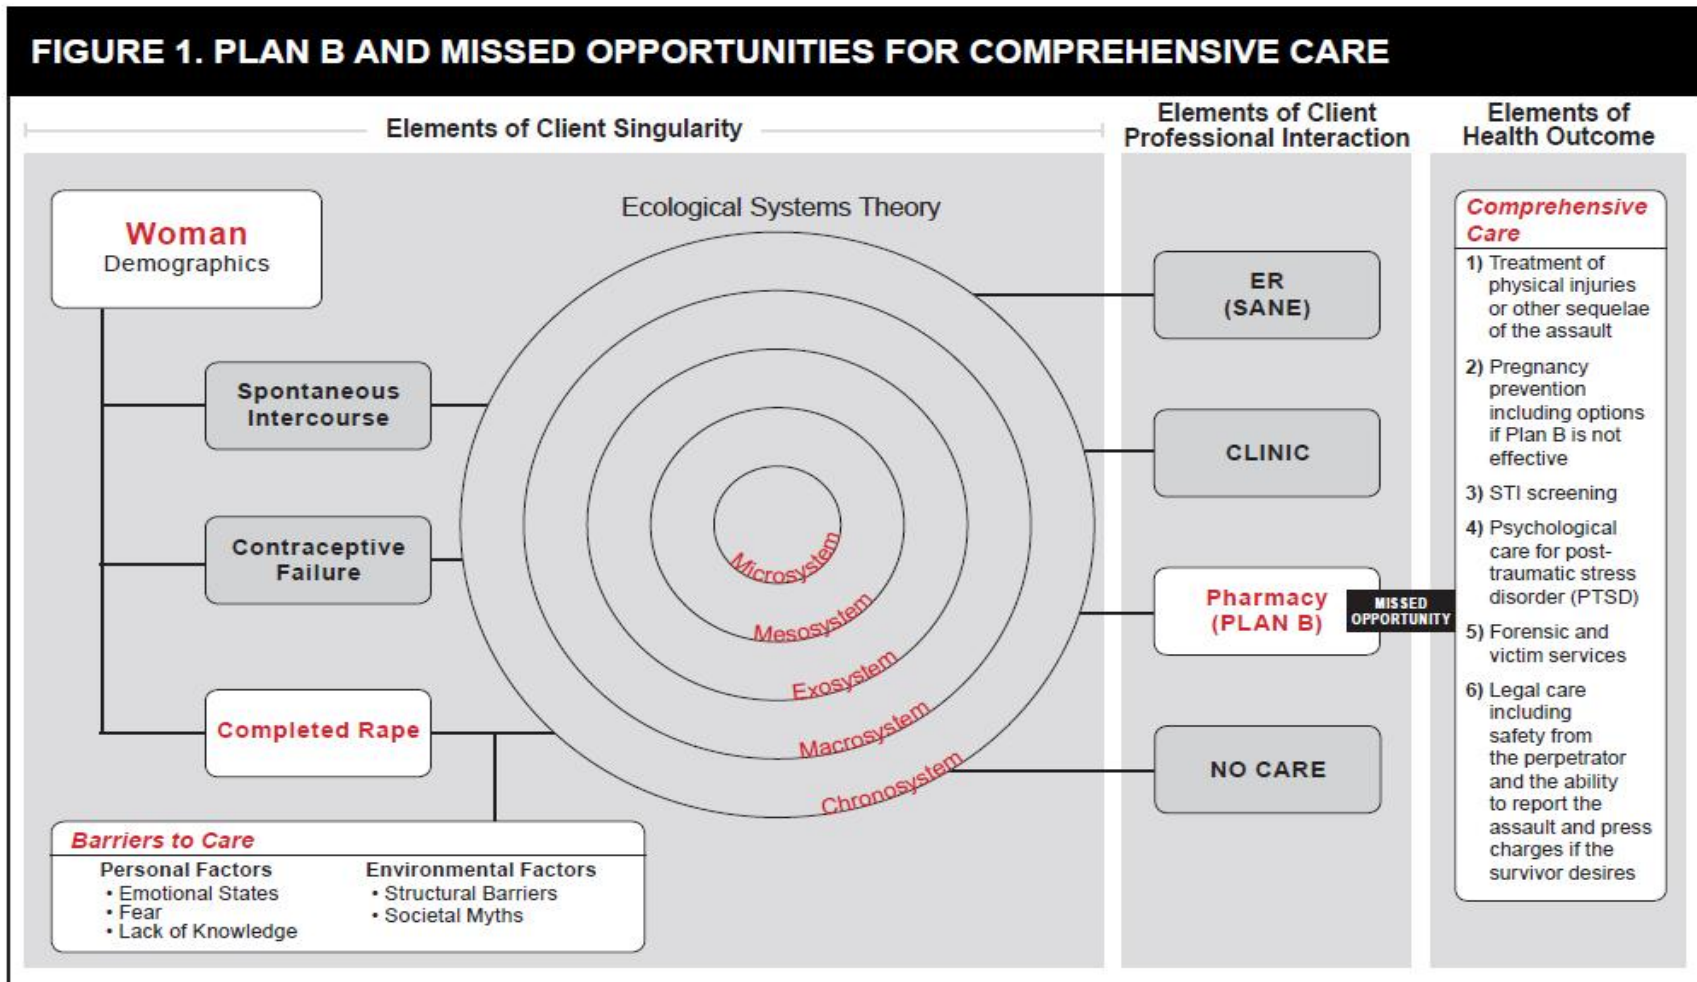 FIGURE 1. PLAN B AND MISSED OPPORTUNITIES FOR COMPREHENSIVE CARE
Elements of Client Singularity
Elements of Client
Professional Interaction
Elements of
Health Outcome
Woman
Demographics
Spontaneous
Intercourse
Contraceptive
Failure
Completed Rape
Barriers to Care
Personal Factors
• Emotional States
• Fear
• Lack of Knowledge
Environmental Factors
• Structural Barriers
• Societal Myths
Ecological Systems Theory
Microsystem
Mesosystem
Exosystem
Macrosystem
Chronosystem
ER
(SANE)
CLINIC
Pharmacy
(PLAN B)
MISSED
OPPORTUNITY
NO CARE
Comprehensive
Care
1) Treatment of
physical injuries
or other sequelae
of the assault
2) Pregnancy
prevention
including options
if Plan B is not
effective
3) STI screening
4) Psychological
care for post-
traumatic stress
disorder (PTSD)
5) Forensic and
victim services
6) Legal care
including
safety from
the perpetrator
and the ability
to report the
assault and press
charges if the
survivor desires